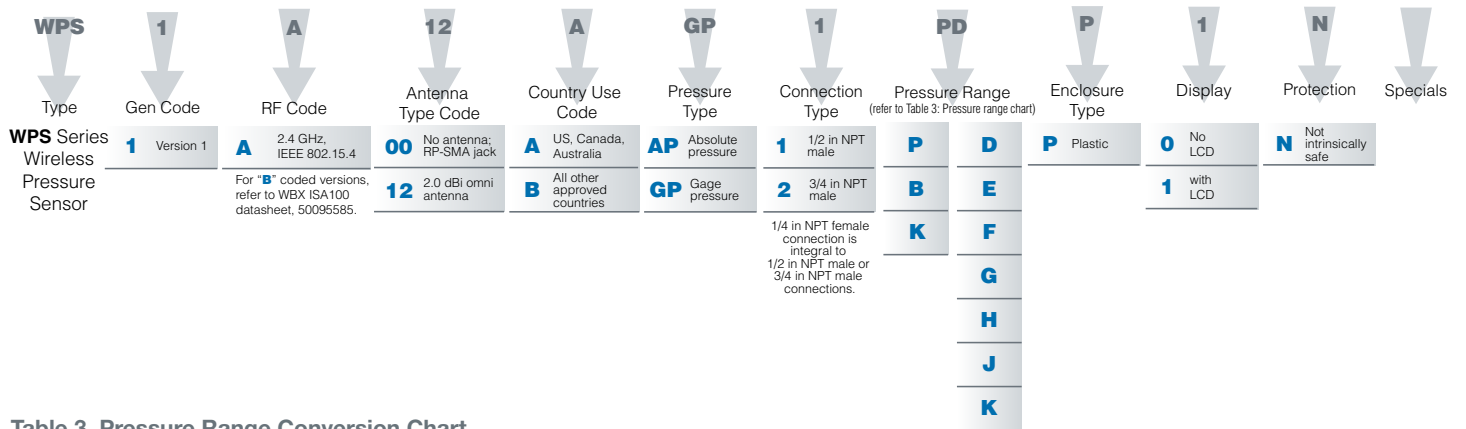 WPS 1 A 12 A GP 1 PD P 1 N
Type
Gen Code
RF Code
Antenna
Type Code
Country Use
Code
Pressure
Type
Connection
Type
Pressure Range
(refer to Table 3: Pressure range chart)
Enclosure
Type
Display
Protection
Specials
WPS Series
Wireless
Pressure
Sensor
1 Version 1
A 2.4 GHz,
IEEE 802.15.4
For “B” coded versions,
refer to WBX ISA100
datasheet, 50095585.
00 No antenna;
RP-SMA jack
12 2.0 dBi omni
antenna
A US, Canada,
Australia
B All other
approved
countries
AP Absolute
pressure
GP Gage
pressure
1 1/2 in NPT
male
2 3/4 in NPT
male
1/4 in NPT female
connection is
integral to
1/2 in NPT male or
3/4 in NPT male
connections.
P
B
K
D
E
F
G
H
J
K
P Plastic
0 No
LCD
1 with
LCD
N Not
intrinsically
safe
Table 3. Pressure Range Conversion Chart